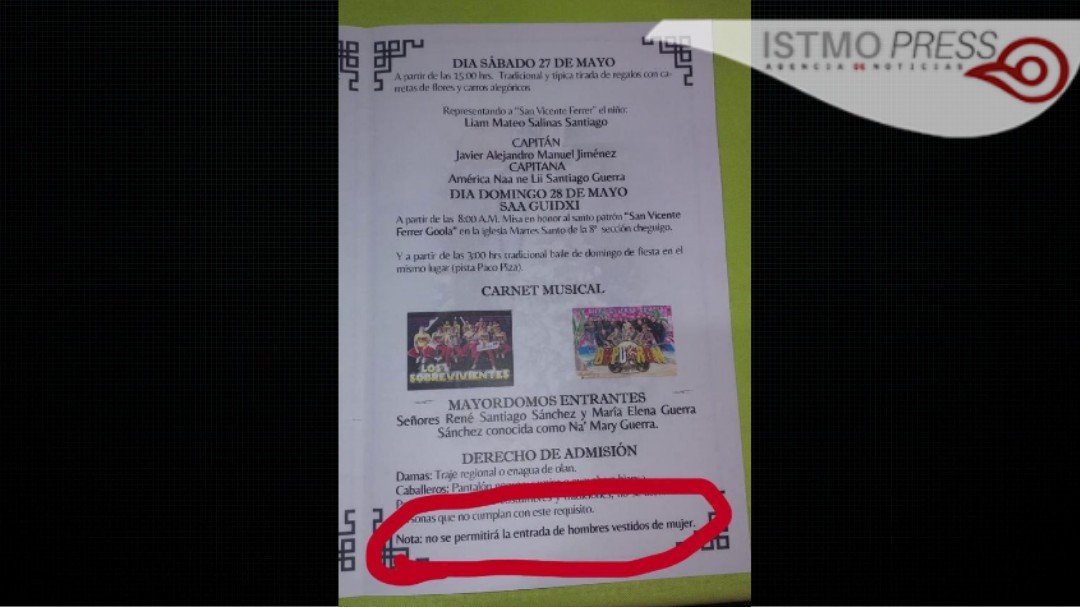 ISTMO PRESS
AGENCIA DE NOTICIAS
DIA SÁBADO 27 DE MAYO
A partir de las 15:00 hrs. Tradicional y típica tirada de regalos con ca-
rretas de flores y carros alegóricos
Representando a "San Vicente Ferrer" el niño:
Liam Mateo Salinas Santiago
CAPITÁN
Javier Alejandro Manuel Jiménez
CAPITANA
América Naa ne Lii Santiago Guerra
DIA DOMINGO 28 DE MAYO
SAA GUIDXI
A partir de las 8:00 A.M. Misa en honor al santo patrón "San Vicente
Ferrer Goola" en la iglesia Martes Santo de la 8ª sección cheguigo.
Y a partir de las 3:00 hrs tradicional baile de domingo de fiesta en el
mismo lugar (pista Paco Piza)
CARNET MUSICAL
LOS
SOBREVIVIENTES
MAYORDOMOS ENTRANTES
Señores René Santiago Sánchez y María Elena Guerra
Sánchez conocida como Na' Mary Guerra.
DERECHO DE ADMISIÓN
Damas: Traje regional o enagua de olan.
Caballeros: Pantalón
y tradiciones, no se
personas que no cumplan con este requisito.
Nota: no se permitirá la entrada de hombres vestidos de mujer.